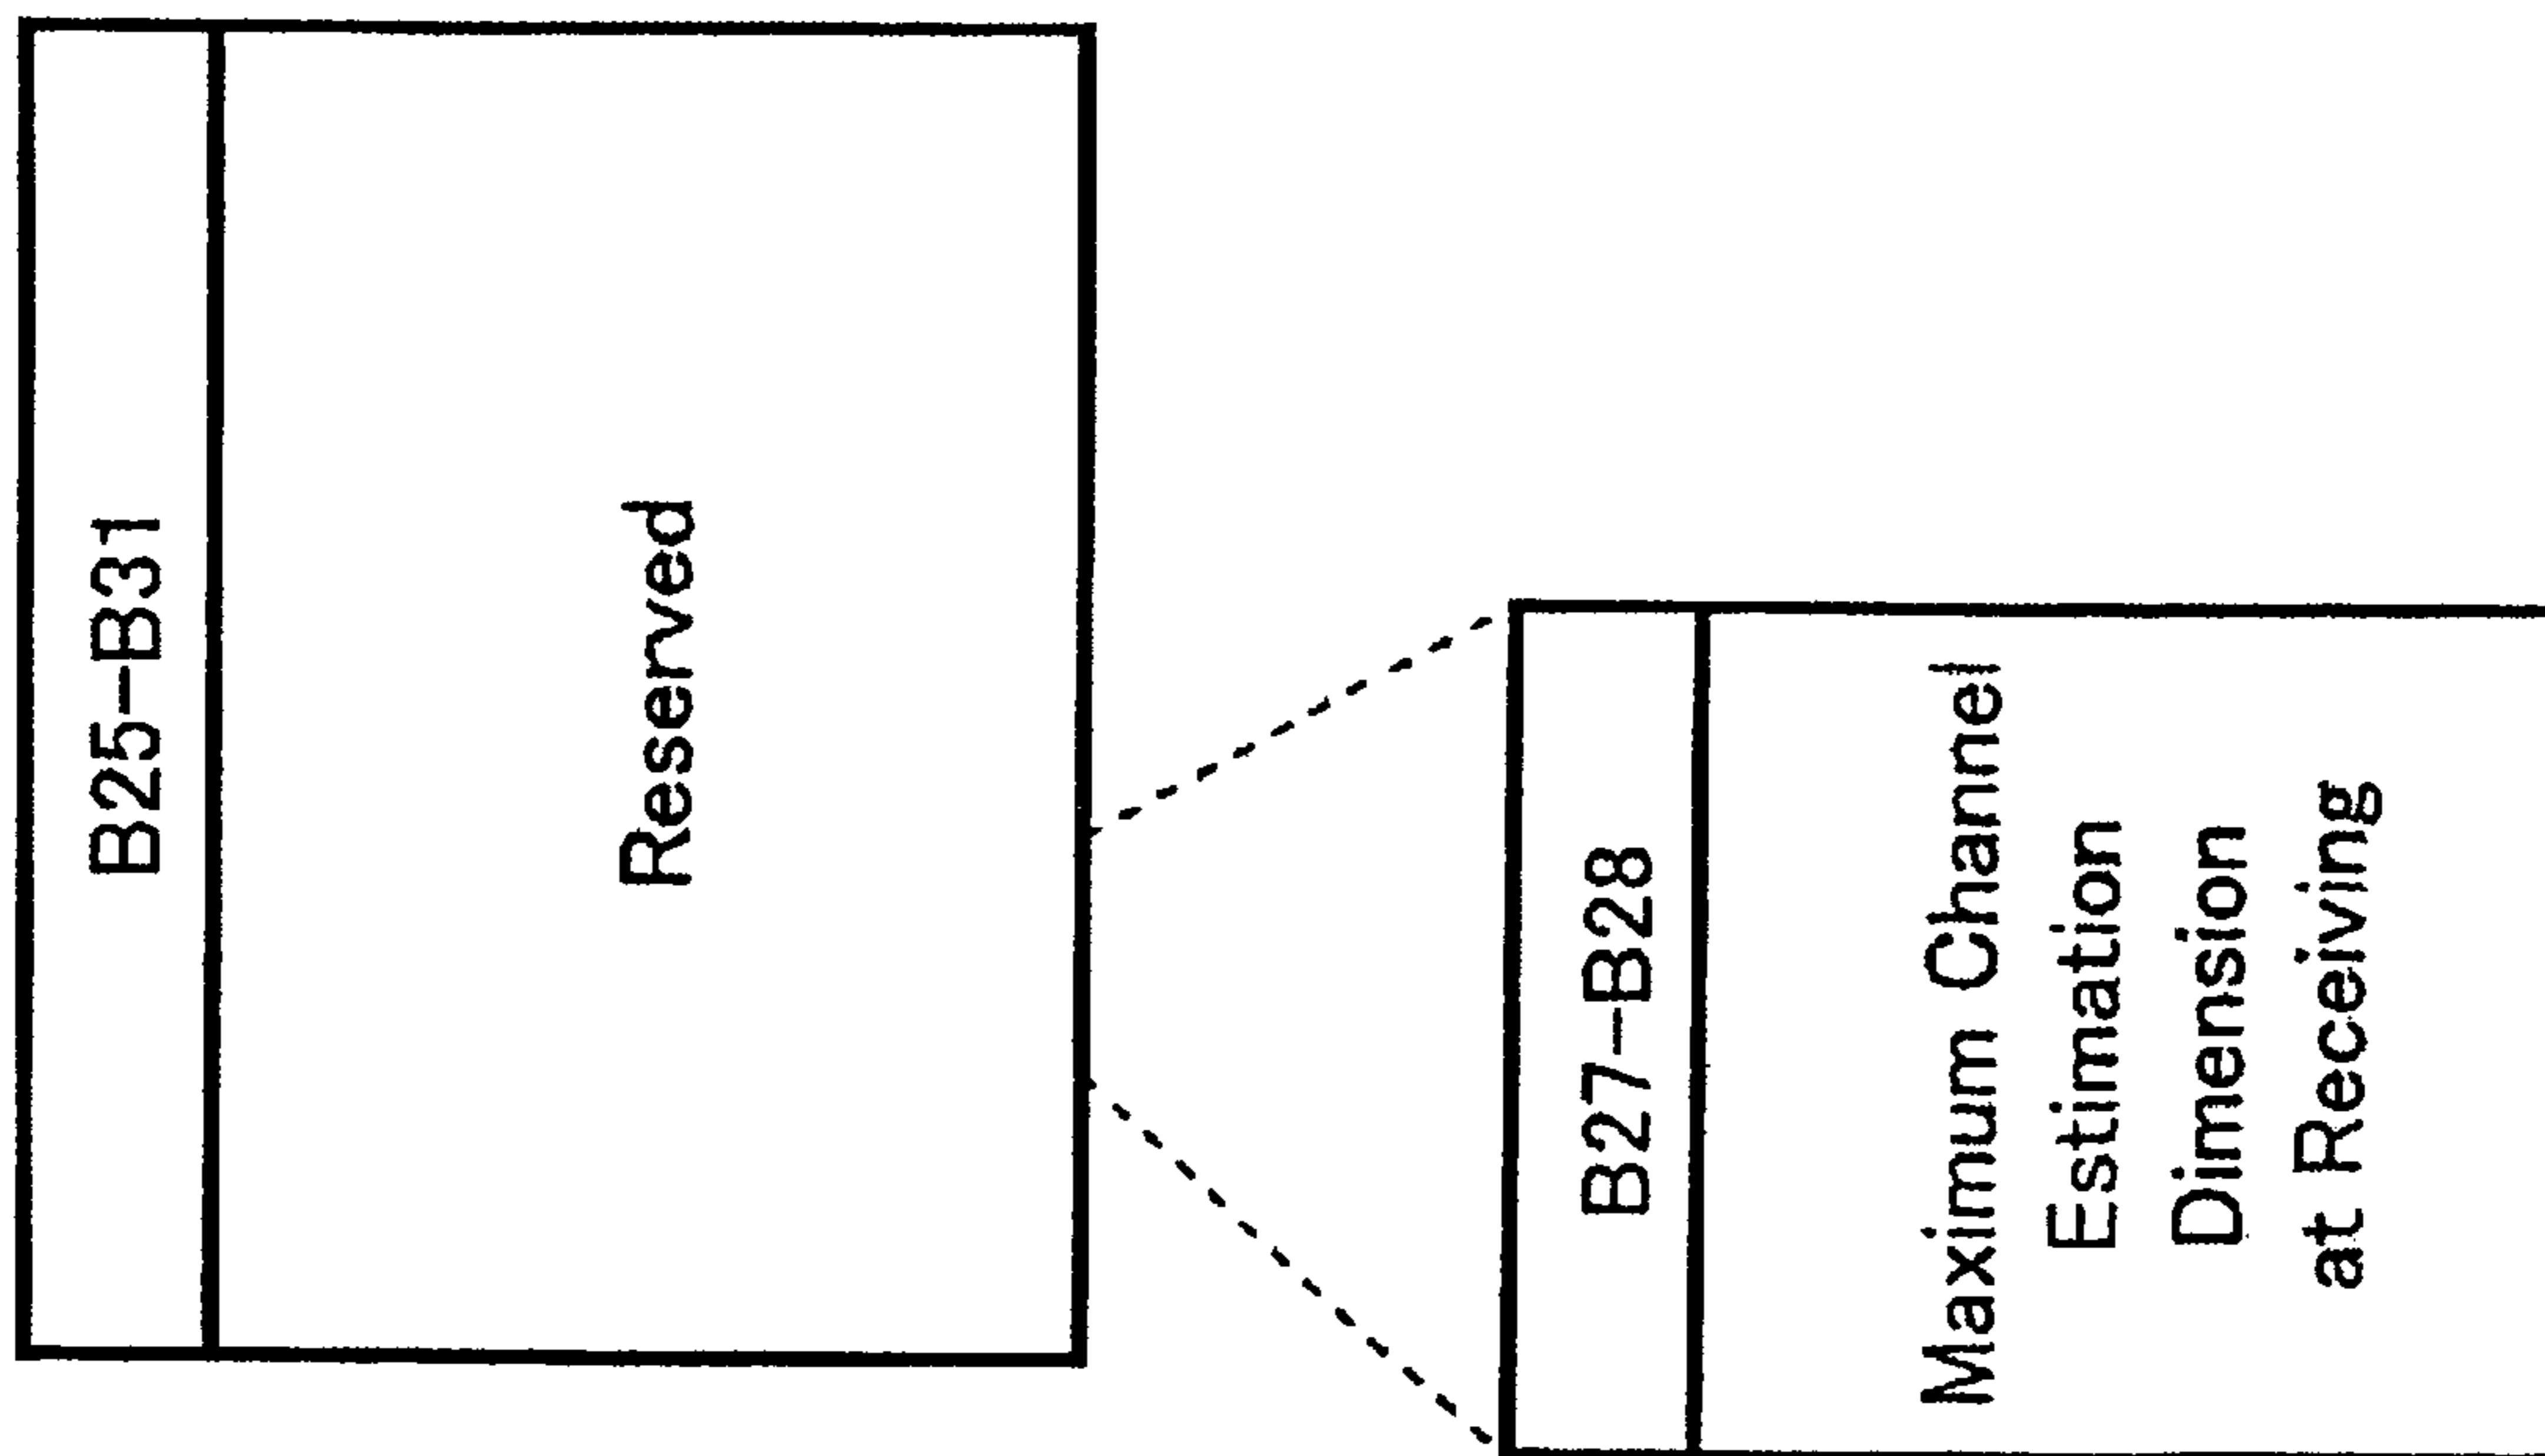 B25-B31
Reserved
B27-B28
Maximum Channel
Estimation
Dimension
at Receiving